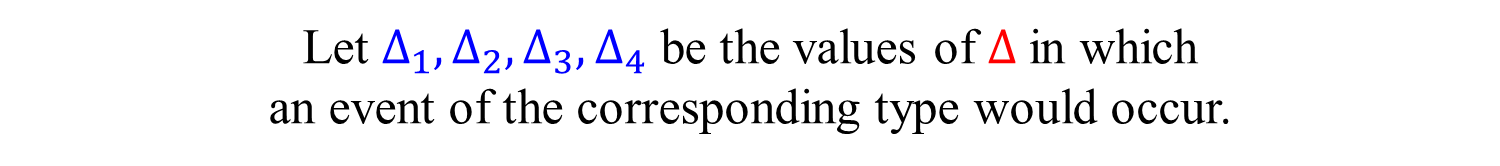 Let Δ₁, Δ₂, Δ₃, Δ₄ be the values of Δ in which
an event of the corresponding type would occur.